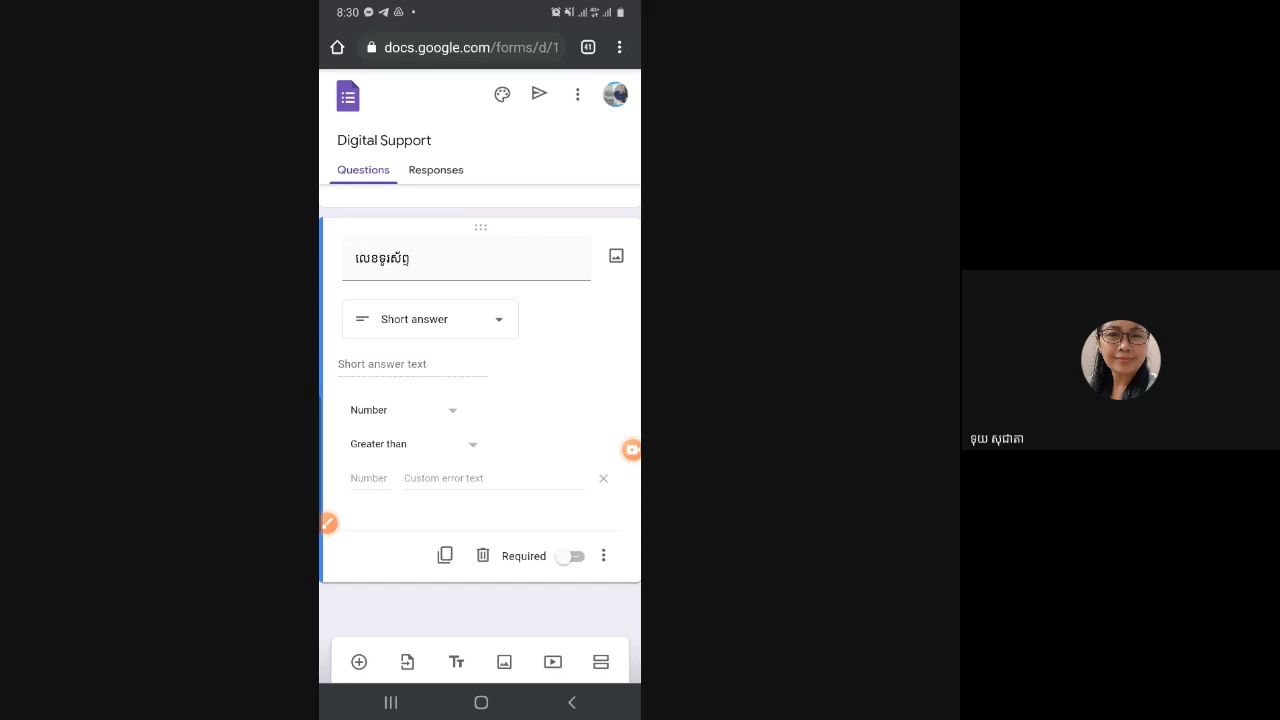 8:30
docs.google.com/forms/d/1
41
Digital Support
Questions
Responses
លេខទូរស័ព្ទ
Short answer
Short answer text
Number
Greater than
Number
Custom error text
Required
ទុយ សុជាតា